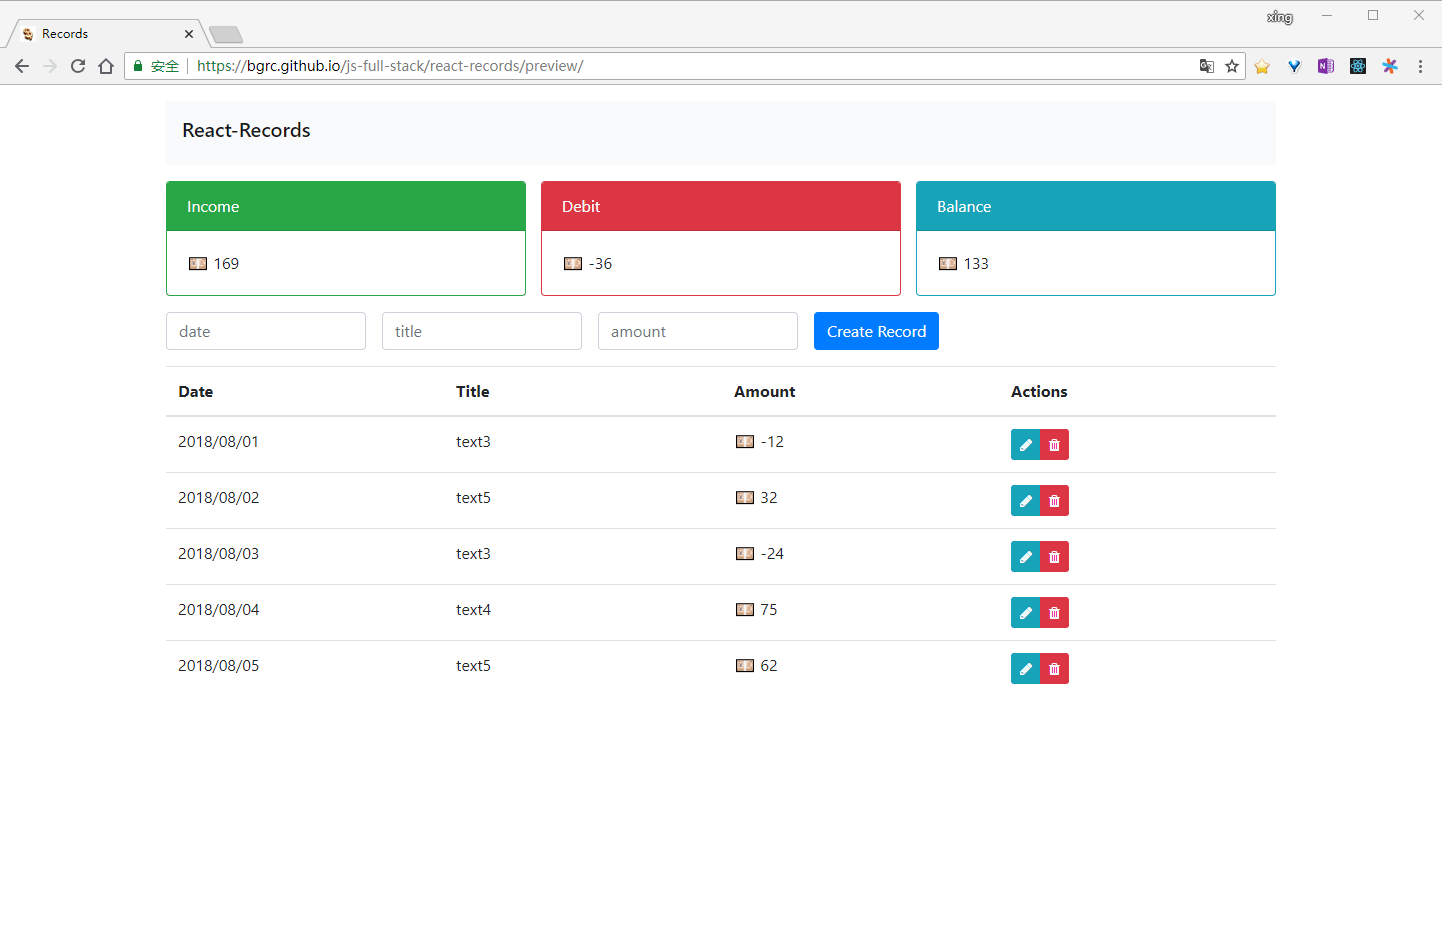 xing
Records
安全 https://bgrc.github.io/js-full-stack/react-records/preview/
React-Records
Income Debit Balance
169 -36 133
date title amount Create Record
Date Title Amount Actions
2018/08/01 text3 -12
2018/08/02 text5 32
2018/08/03 text3 -24
2018/08/04 text4 75
2018/08/05 text5 62